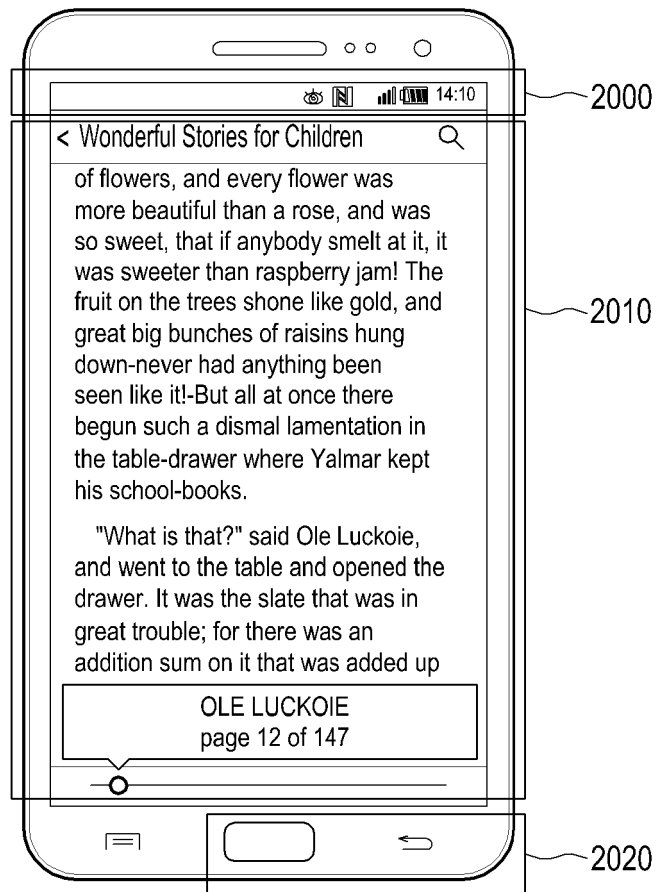 14:10
2000
< Wonderful Stories for Children
of flowers, and every flower was
more beautiful than a rose, and was
so sweet, that if anybody smelt at it, it
was sweeter than raspberry jam! The
fruit on the trees shone like gold, and
great big bunches of raisins hung
down-never had anything been
seen like it!-But all at once there
begun such a dismal lamentation in
the table-drawer where Yalmar kept
his school-books.
"What is that?" said Ole Luckoie,
and went to the table and opened the
drawer. It was the slate that was in
great trouble; for there was an
addition sum on it that was added up
OLE LUCKOIE
page 12 of 147
2010
2020